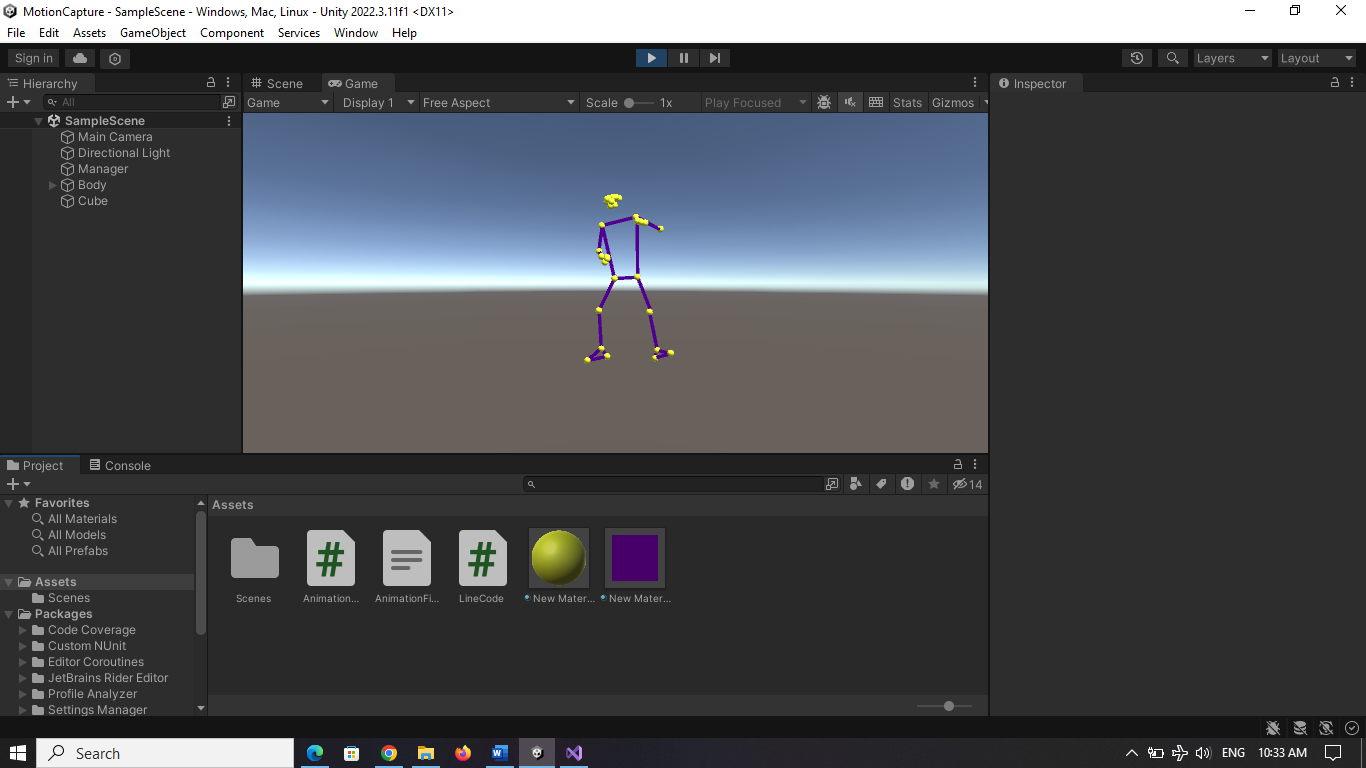 MotionCapture - SampleScene - Windows, Mac, Linux - Unity 2022.3.11f1 <DX11>
File Edit Assets GameObject Component Services Window Help
Sign in Layers Layout
Hierarchy
All
SampleScene
Main Camera
Directional Light
Manager
Body
Cube
Scene Game
Game Display 1 Free Aspect Scale 1x Play Focused Stats Gizmos
Inspector
Project Console
14
Favorites
All Materials
All Models
All Prefabs
Assets
Scenes
Packages
Code Coverage
Custom NUnit
Editor Coroutines
JetBrains Rider Editor
Profile Analyzer
Settings Manager
Assets
Scenes Animation... AnimationFi... LineCode New Mater... New Mater...
Search ENG 10:33 AM